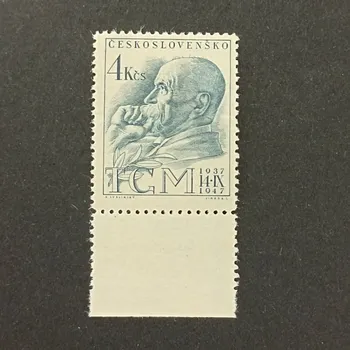 ČESKOSLOVENSKO
4Kčs
TGM
1937
14·IX
1947